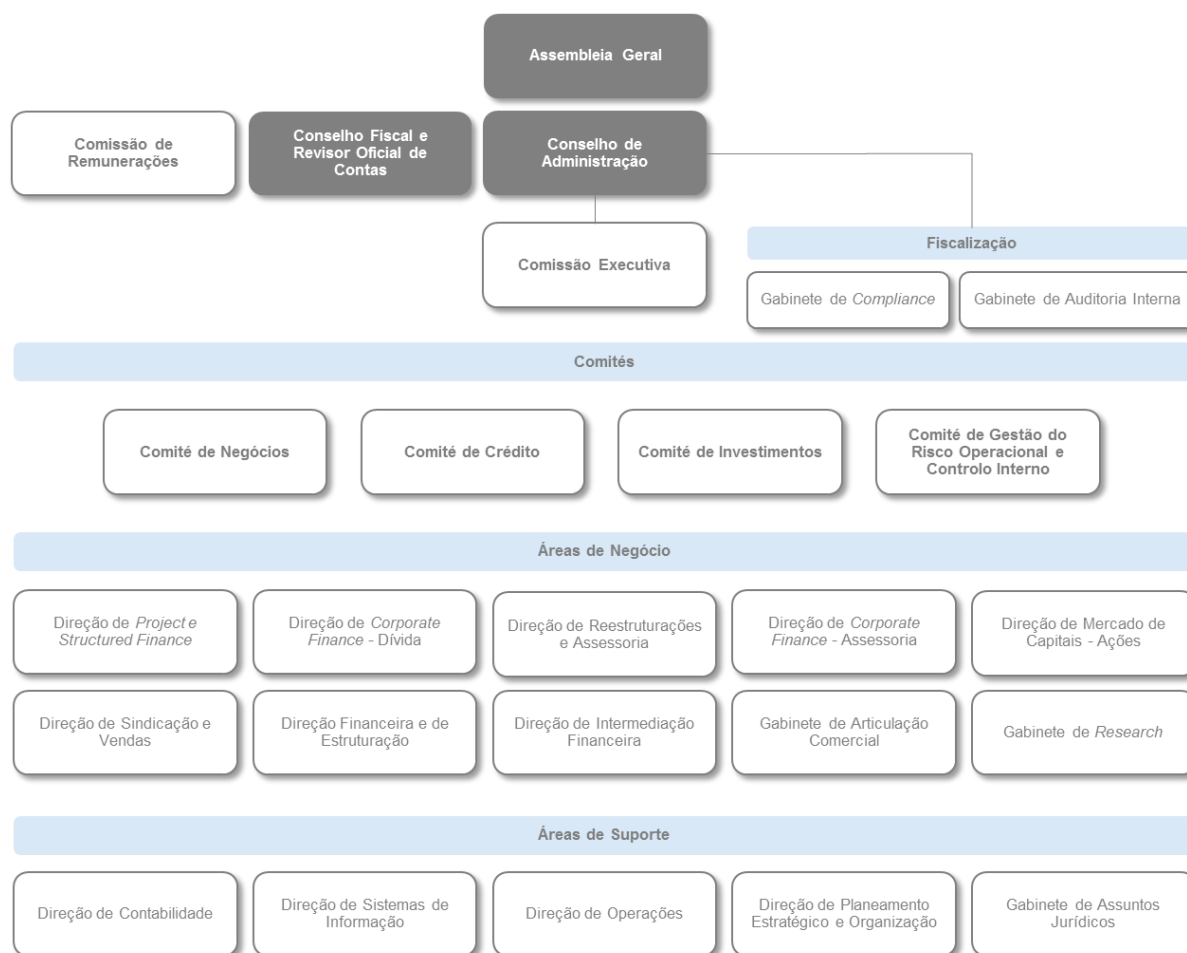 Assembleia Geral
Comissão de
Remunerações
Conselho Fiscal e
Revisor Oficial de
Contas
Conselho de
Administração
Comissão Executiva
Fiscalização
Gabinete de Compliance
Gabinete de Auditoria Interna
Comités
Comité de Negócios
Comité de Crédito
Comité de Investimentos
Comité de Gestão do
Risco Operacional e
Controlo Interno
Áreas de Negócio
Direção de Project e
Structured Finance
Direção de Corporate
Finance - Dívida
Direção de Reestruturações
e Assessoria
Direção de Corporate
Finance - Assessoria
Direção de Mercado de
Capitais - Ações
Direção de Sindicação e
Vendas
Direção Financeira e de
Estruturação
Direção de Intermediação
Financeira
Gabinete de Articulação
Comercial
Gabinete de Research
Áreas de Suporte
Direção de Contabilidade
Direção de Sistemas de
Informação
Direção de Operações
Direção de Planeamento
Estratégico e Organização
Gabinete de Assuntos
Jurídicos